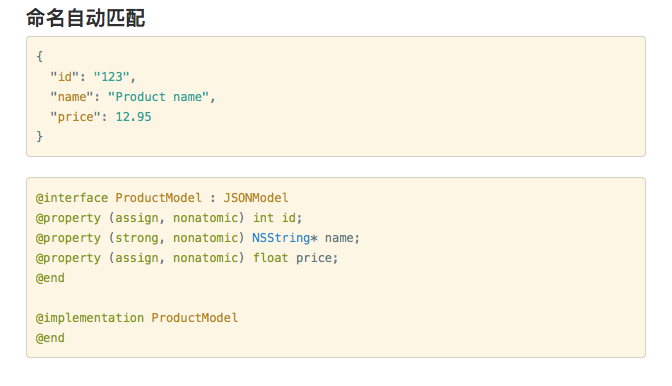 命名自动匹配
{
  "id": "123",
  "name": "Product name",
  "price": 12.95
}
@interface ProductModel : JSONModel
@property (assign, nonatomic) int id;
@property (strong, nonatomic) NSString* name;
@property (assign, nonatomic) float price;
@end
@implementation ProductModel
@end